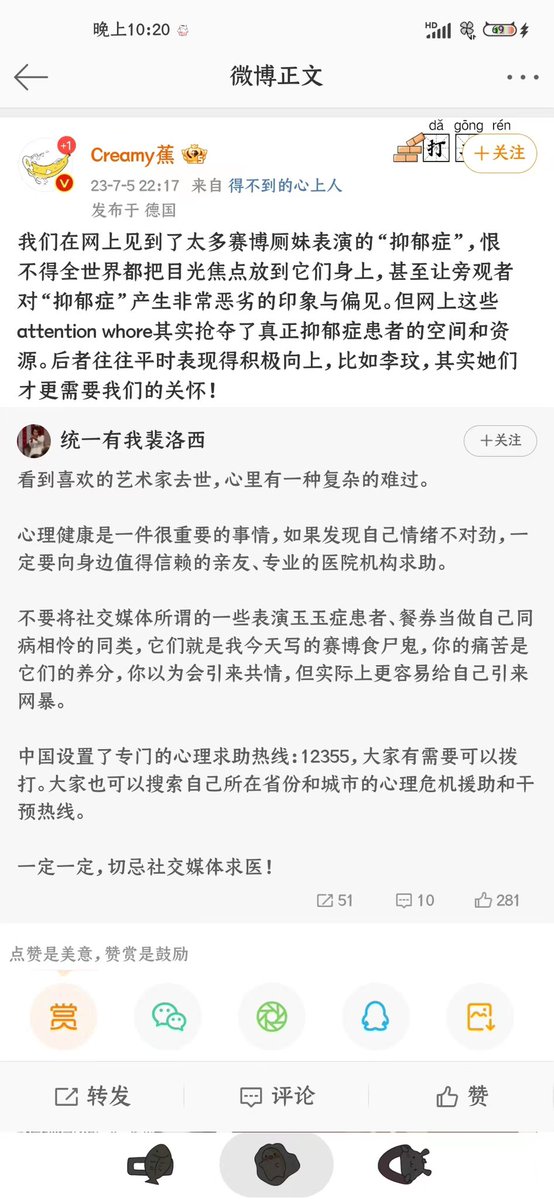 晚上10:20
HD
69
微博正文
Creamy蕉
+1
dǎ gōng rén
打
+关注
23-7-5 22:17 来自 得不到的心上人
发布于 德国
我们在网上见到了太多赛博厕妹表演的“抑郁症”，恨
不得全世界都把目光焦点放到它们身上，甚至让旁观者
对“抑郁症”产生非常恶劣的印象与偏见。但网上这些
attention whore其实抢夺了真正抑郁症患者的空间和资
源。后者往往平时表现得积极向上，比如李玟，其实她们
才更需要我们的关怀！
统一有我裴洛西
+关注
看到喜欢的艺术家去世，心里有一种复杂的难过。
心理健康是一件很重要的事情，如果发现自己情绪不对劲，一
定要向身边值得信赖的亲友、专业的医院机构求助。
不要将社交媒体所谓的一些表演玉玉症患者、餐券当做自己同
病相怜的同类，它们就是我今天写的赛博食尸鬼，你的痛苦是
它们的养分，你以为会引来共情，但实际上更容易给自己引来
网暴。
中国设置了专门的心理求助热线：12355，大家有需要可以拨
打。大家也可以搜索自己所在省份和城市的心理危机援助和干
预热线。
一定一定，切忌社交媒体求医！
51
10
281
点赞是美意，赞赏是鼓励
赏
转发
评论
赞